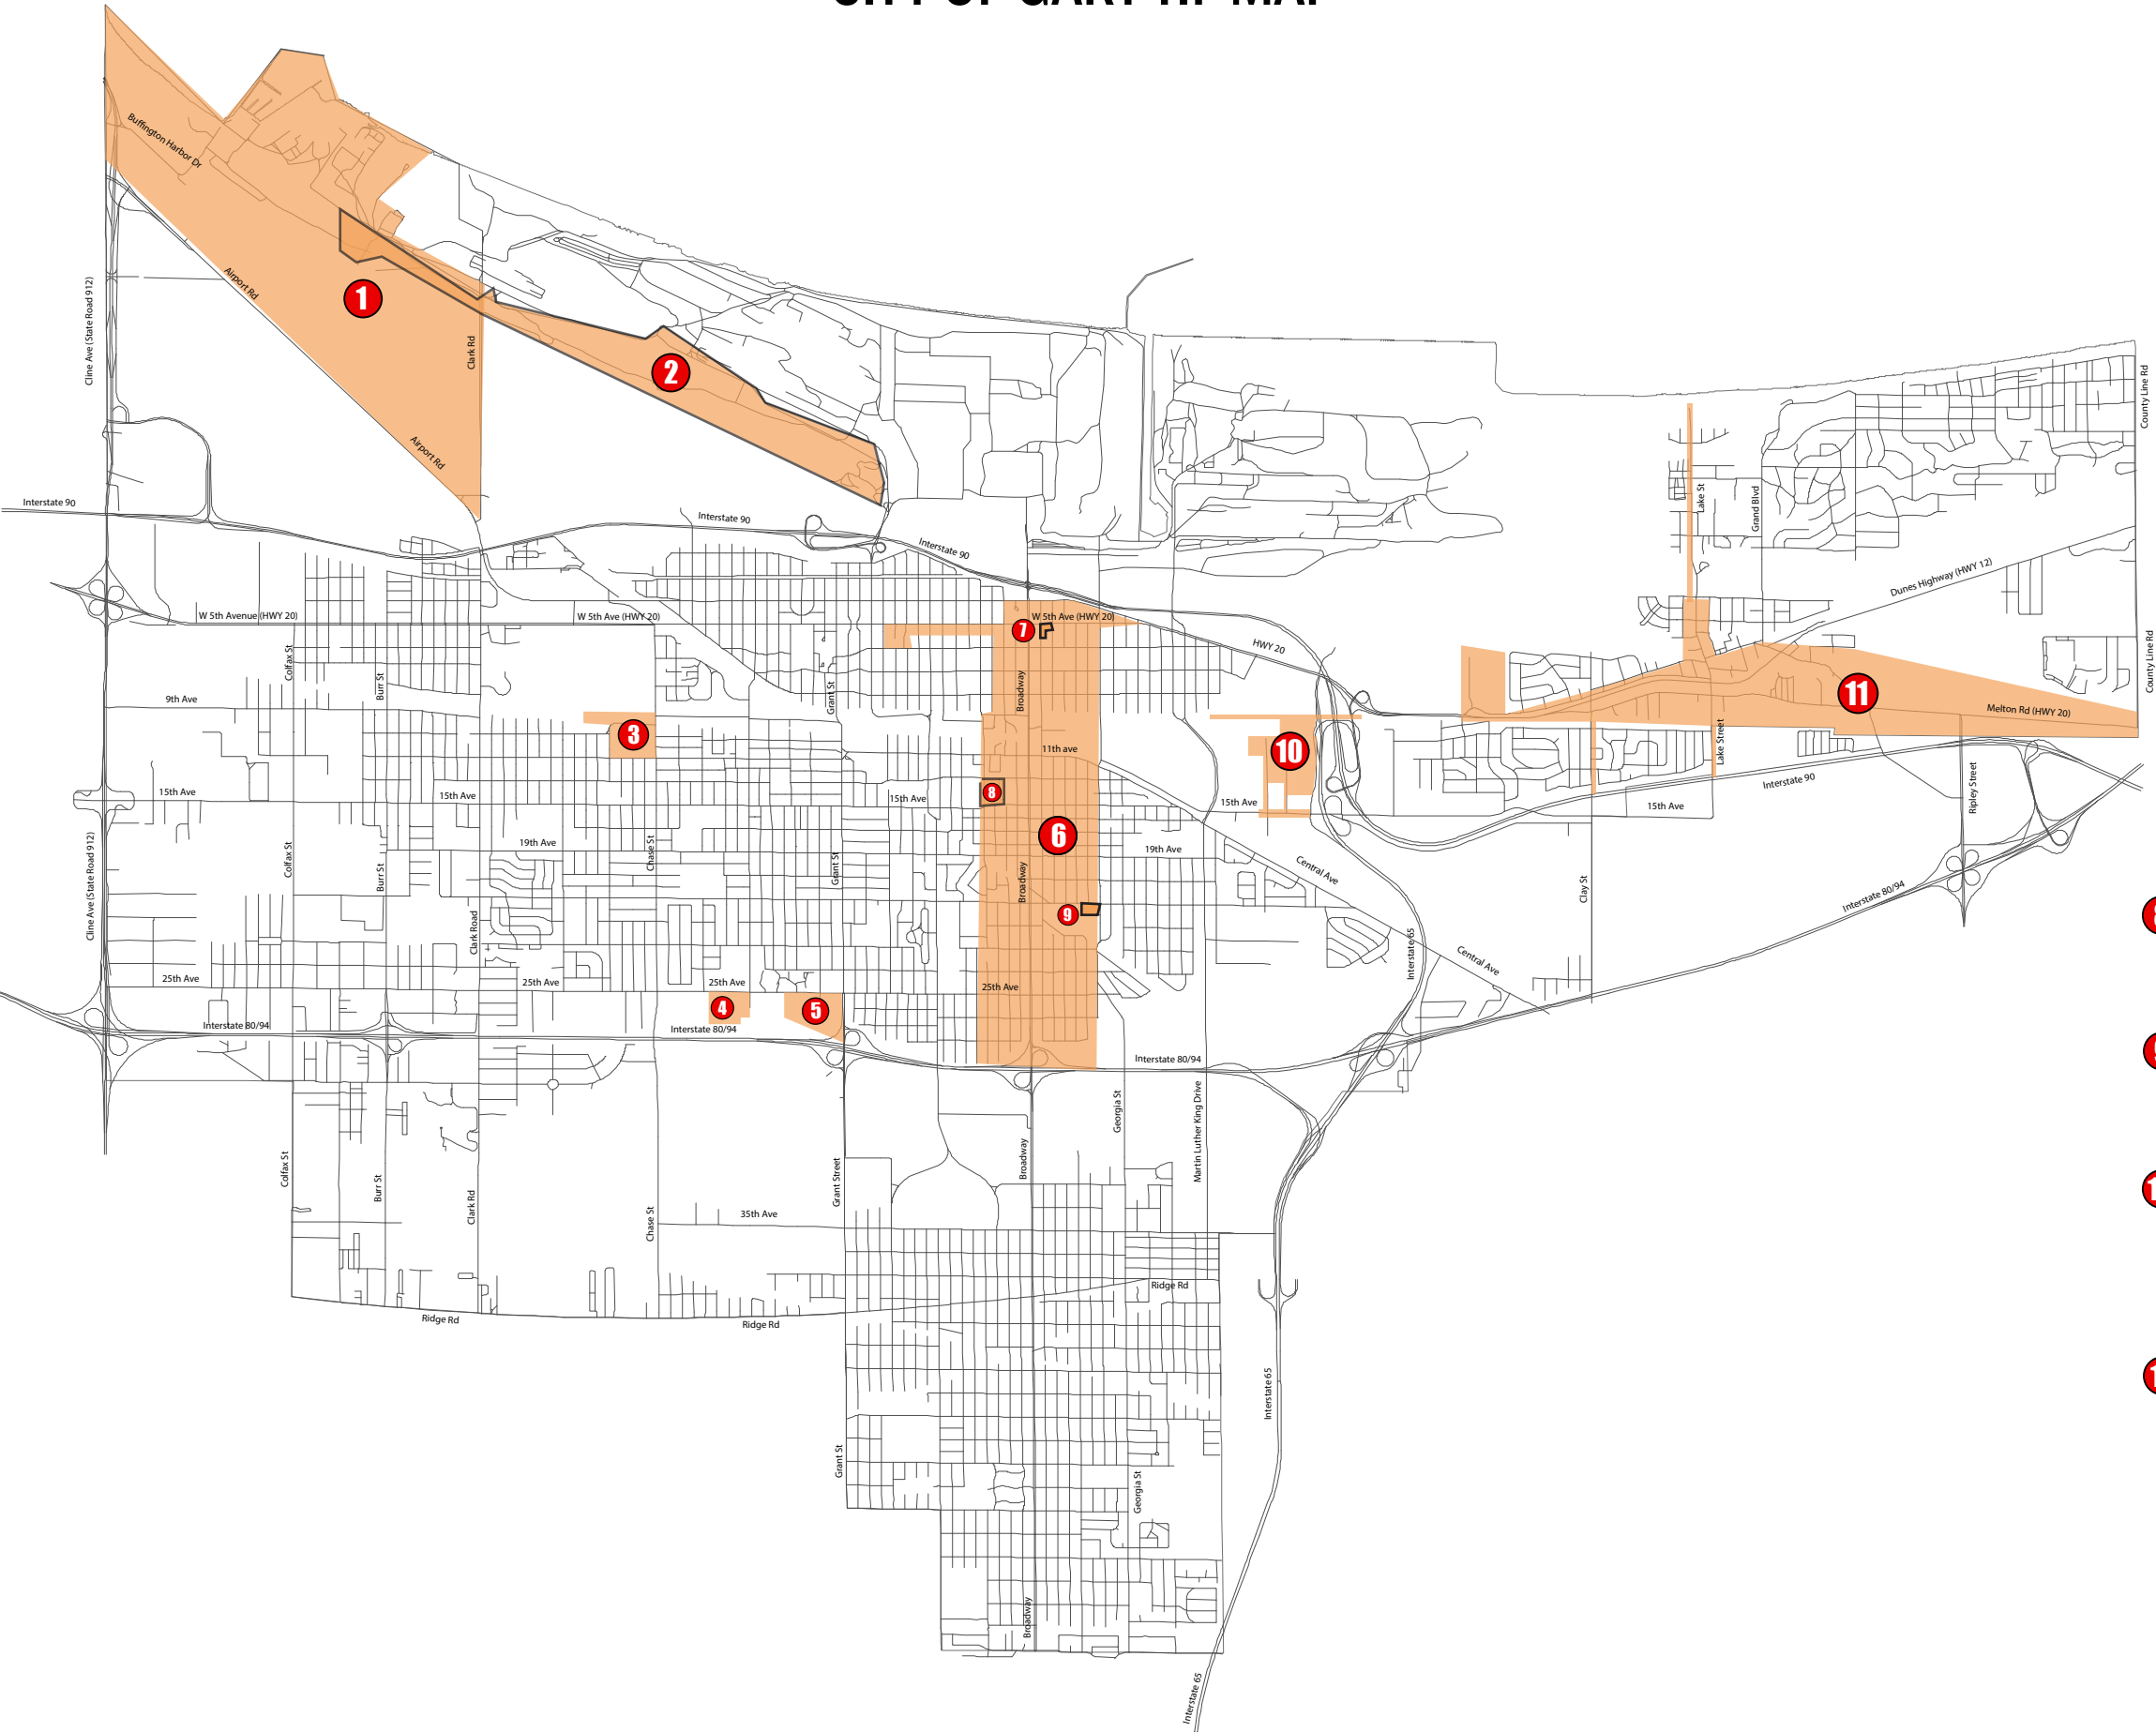 Buffington Harbor Dr
Cline Ave (State Road 912)
Airport Rd
1
Clark Rd
2
Airport Rd
County Line Rd
Lake St
Grand Blvd
Interstate 90
Interstate 90
Interstate 90
Dunes Highway (HWY 12)
W 5th Avenue (HWY 20)
W 5th Ave (HWY 20)
7
W 5th Ave (HWY 20)
HWY 20
County Line Rd
Colfax St
Burr St
Grant St
Broadway
11
9th Ave
Melton Rd (HWY 20)
3
11th ave
10
Lake Street
15th Ave
15th Ave
15th Ave
8
15th Ave
15th Ave
Interstate 90
Ripley Street
6
19th Ave
19th Ave
Cline Ave (State Road 912)
Colfax St
Burr St
Chase St
Grant St
Broadway
Central Ave
Clay St
Interstate 80/94
9
Clark Road
Interstate 65
Central Ave
25th Ave
25th Ave
25th Ave
25th Ave
4
5
Interstate 80/94
Interstate 80/94
Interstate 80/94
Georgia St
Martin Luther King Drive
Colfax St
Burr St
Clark Rd
Chase St
Grant Street
Broadway
35th Ave
Ridge Rd
Ridge Rd
Ridge Rd
Interstate 65
Grant St
Georgia St
Broadway
Interstate 65